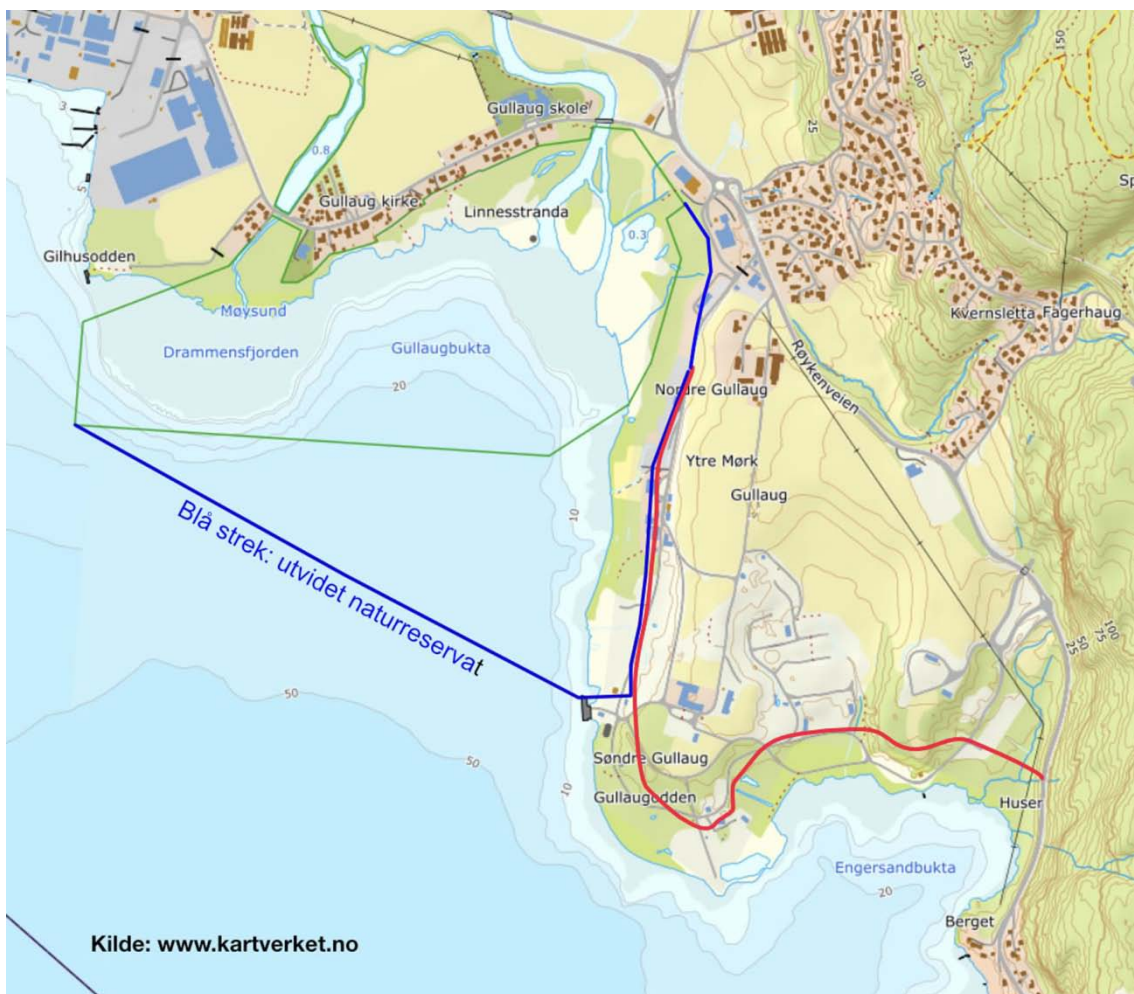 150
125
100
Gullaug skole
25
3
0.8
5
Gullaug kirke
Linnesstranda
0.3
Gilhusodden
Møysund
Drammensfjorden
Gullaugbukta
20
Kvernsletta
Fagerhaug
Røykenveien
Nordre Gullaug
Ytre Mørk
Gullaug
10
Blå strek: utvidet naturreservat
50
100
75
50
25
Søndre Gullaug
50
10
Gullaugodden
Huser
Engersandbukta
20
Berget
Kilde: www.kartverket.no